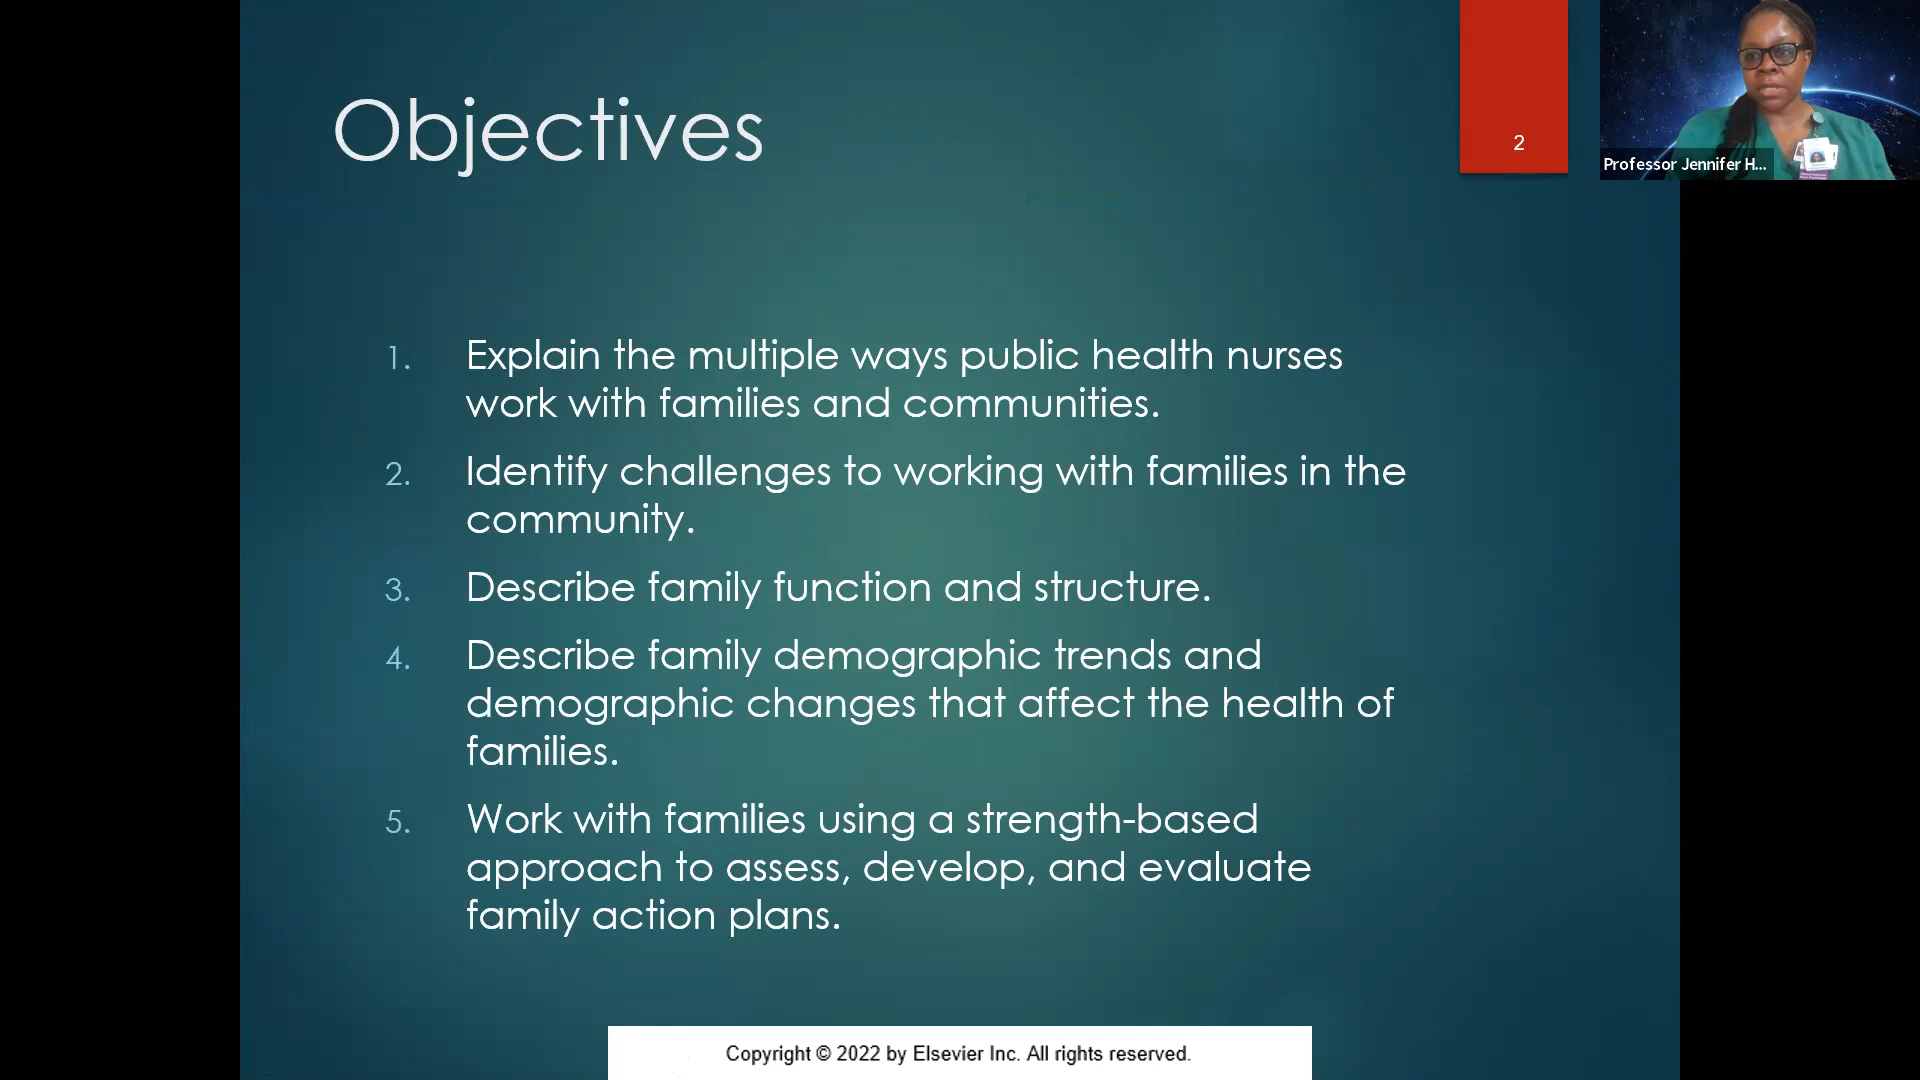 Objectives
2
Professor Jennifer H...
1. Explain the multiple ways public health nurses
work with families and communities.
2. Identify challenges to working with families in the
community.
3. Describe family function and structure.
4. Describe family demographic trends and
demographic changes that affect the health of
families.
5. Work with families using a strength-based
approach to assess, develop, and evaluate
family action plans.
Copyright © 2022 by Elsevier Inc. All rights reserved.